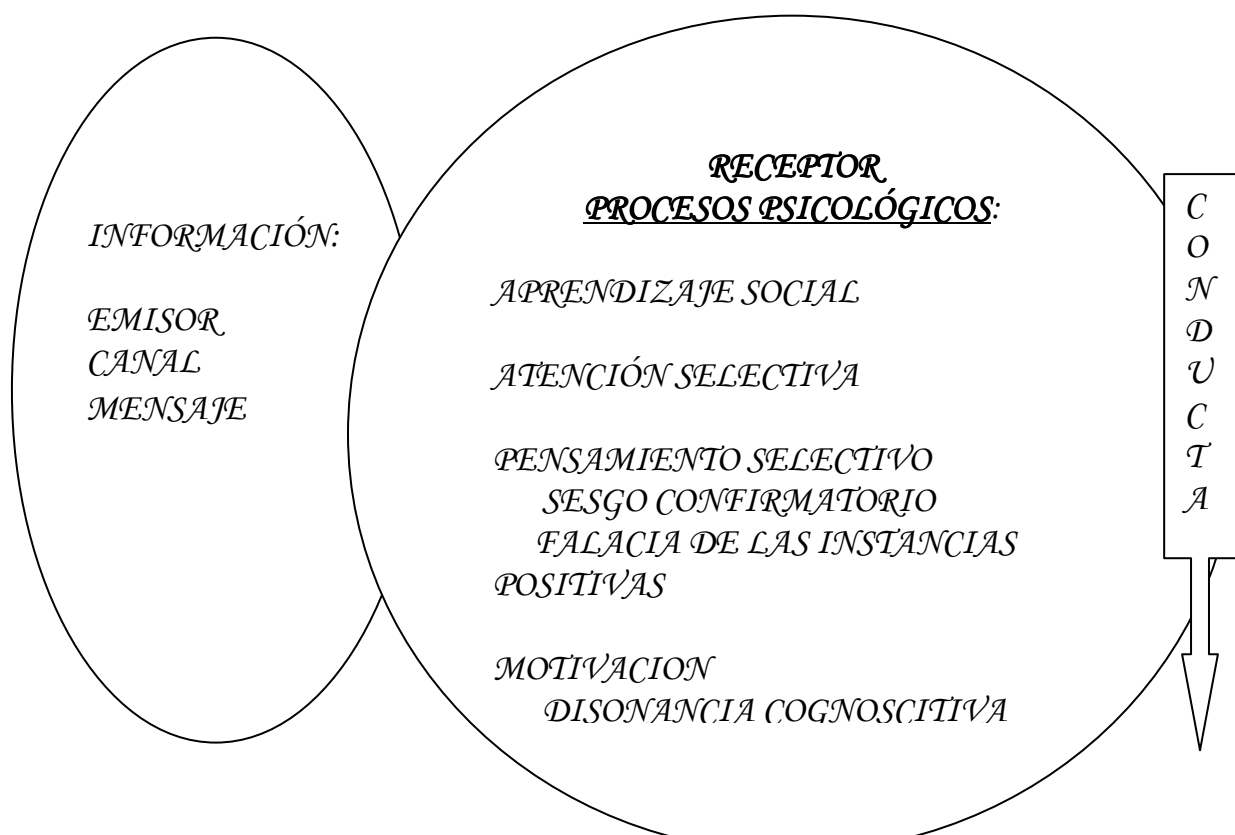 INFORMACIÓN:
EMISOR
CANAL
MENSAJE
RECEPTOR
PROCESOS PSICOLÓGICOS:
APRENDIZAJE SOCIAL
ATENCIÓN SELECTIVA
PENSAMIENTO SELECTIVO
SESGO CONFIRMATORIO
FALACIA DE LAS INSTANCIAS
POSITIVAS
MOTIVACION
DISONANCIA COGNOSCITIVA
C
O
N
D
U
C
T
A